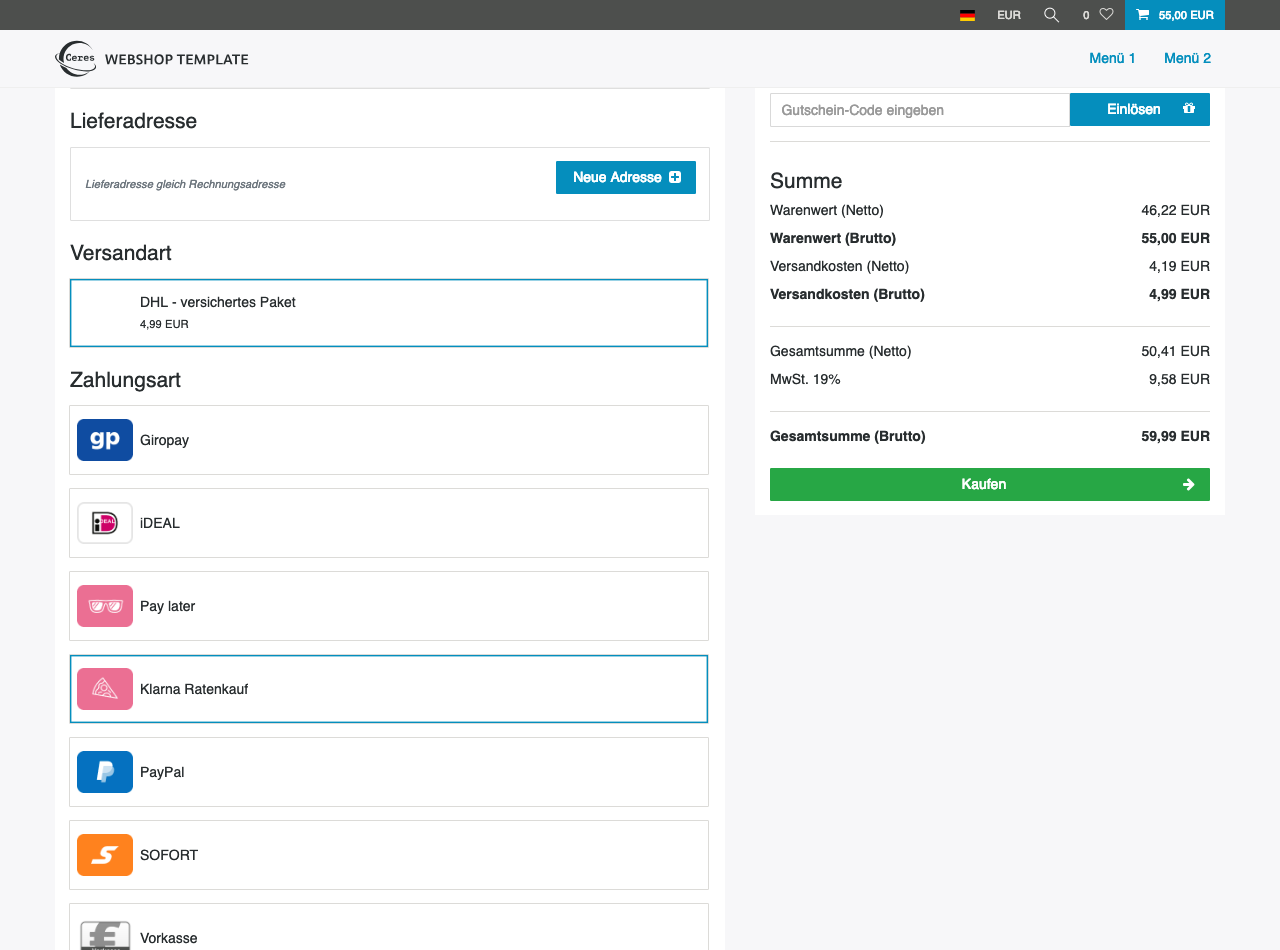 EUR
0
55,00 EUR
Ceres WEBSHOP TEMPLATE
Menü 1
Menü 2
Lieferadresse
Lieferadresse gleich Rechnungsadresse
Neue Adresse
Versandart
DHL - versichertes Paket
4,99 EUR
Zahlungsart
gp Giropay
iDEAL iDEAL
Pay later
Klarna Ratenkauf
PayPal
SOFORT
Vorkasse
Gutschein-Code eingeben
Einlösen
Summe
Warenwert (Netto) 46,22 EUR
Warenwert (Brutto) 55,00 EUR
Versandkosten (Netto) 4,19 EUR
Versandkosten (Brutto) 4,99 EUR
Gesamtsumme (Netto) 50,41 EUR
MwSt. 19% 9,58 EUR
Gesamtsumme (Brutto) 59,99 EUR
Kaufen